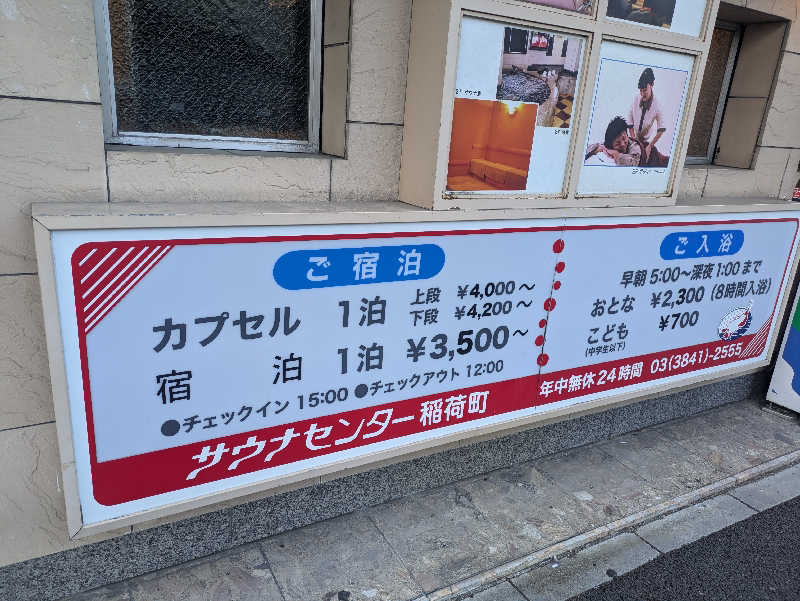 ご宿泊
カプセル 1泊 上段 ¥4,000～
下段 ¥4,200～
宿泊 1泊 ¥3,500～
●チェックイン 15:00 ●チェックアウト 12:00
サウナセンター稲荷町
ご入浴
早朝5:00～深夜1:00まで
おとな ¥2,300 (8時間入浴)
こども ¥700
(中学生以下)
年中無休24時間 03(3841)-2555